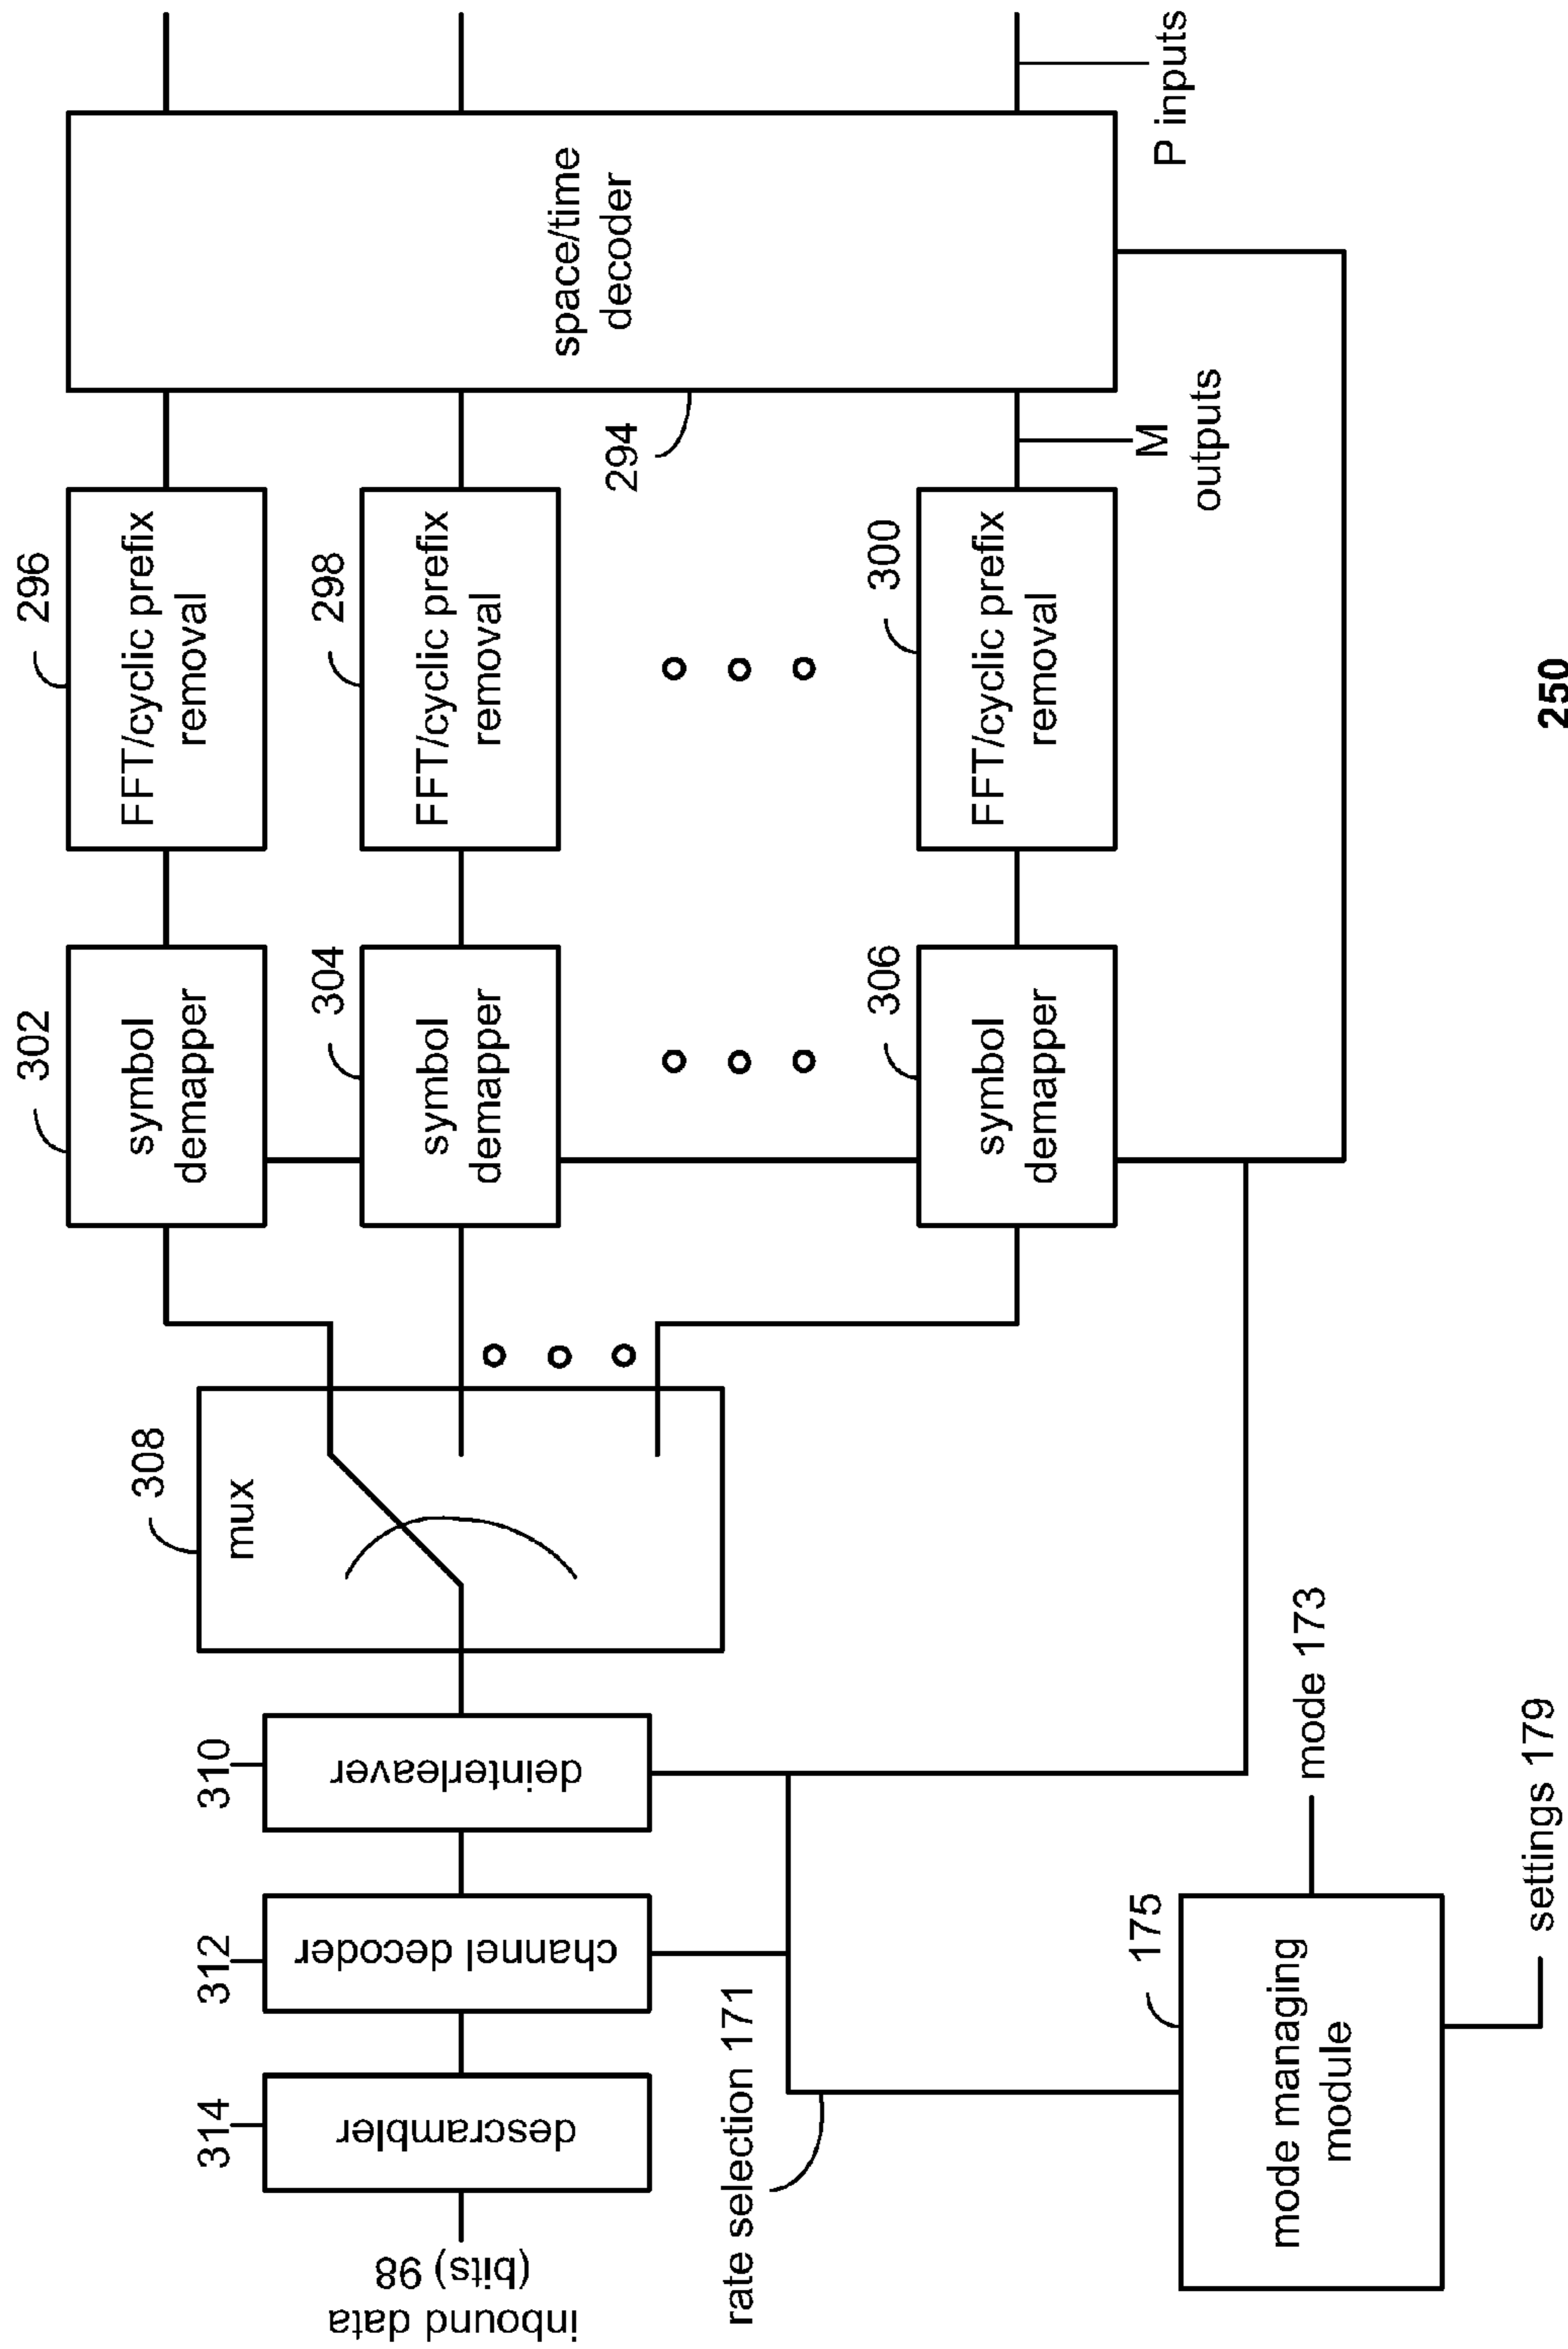 302
symbol
demapper
296
FFT/cyclic prefix
removal
space/time
decoder
294
304
symbol
demapper
298
FFT/cyclic prefix
removal
306
symbol
demapper
300
FFT/cyclic prefix
removal
M
outputs
P inputs
308
mux
310
deinterleaver
312
channel decoder
314
descrambler
inbound data
(bits) 98
rate selection 171
175
mode managing
module
mode 173
settings 179
250